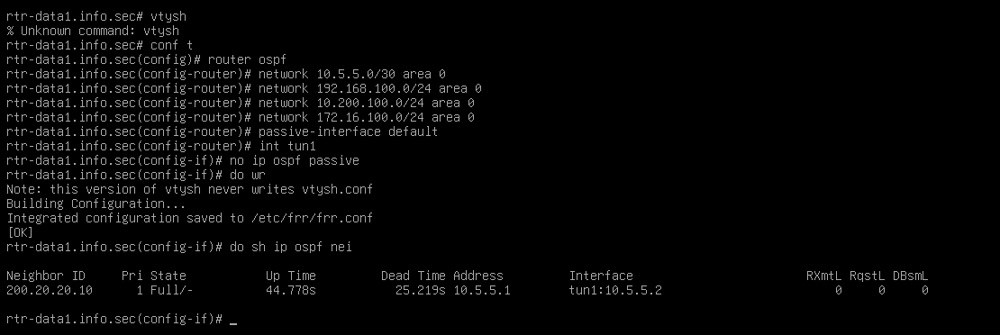 rtr-data1.info.sec# vtysh
% Unknown command: vtysh
rtr-data1.info.sec# conf t
rtr-data1.info.sec(config)# router ospf
rtr-data1.info.sec(config-router)# network 10.5.5.0/30 area 0
rtr-data1.info.sec(config-router)# network 192.168.100.0/24 area 0
rtr-data1.info.sec(config-router)# network 10.200.100.0/24 area 0
rtr-data1.info.sec(config-router)# network 172.16.100.0/24 area 0
rtr-data1.info.sec(config-router)# passive-interface default
rtr-data1.info.sec(config-router)# int tun1
rtr-data1.info.sec(config-if)# no ip ospf passive
rtr-data1.info.sec(config-if)# do wr
Note: this version of vtysh never writes vtysh.conf
Building Configuration...
Integrated configuration saved to /etc/frr/frr.conf
[OK]
rtr-data1.info.sec(config-if)# do sh ip ospf nei
Neighbor ID     Pri State           Up Time         Dead Time Address         Interface                        RXmtL RqstL DBsmL
200.20.20.10      1 Full/-          44.778s           25.219s 10.5.5.1        tun1:10.5.5.2                        0     0     0
rtr-data1.info.sec(config-if)# _